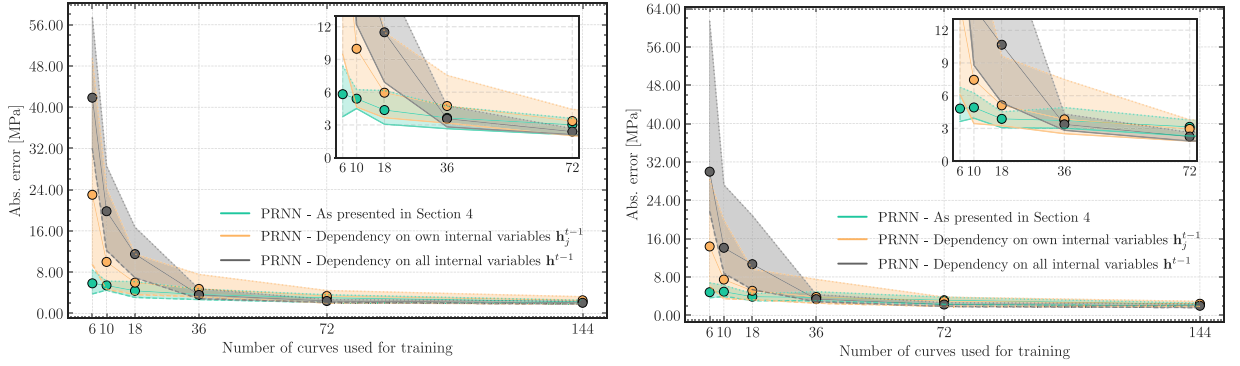 56.00
48.00
40.00
32.00
24.00
16.00
8.00
0.00
Abs. error [MPa]
12
9
6
3
0
6 10 18 36 72
PRNN - As presented in Section 4
PRNN - Dependency on own internal variables h_j^{t−1}
PRNN - Dependency on all internal variables h^{t−1}
6 10 18 36 72 144
Number of curves used for training
64.00
56.00
48.00
40.00
32.00
24.00
16.00
8.00
0.00
Abs. error [MPa]
12
9
6
3
0
6 10 18 36 72
PRNN - As presented in Section 4
PRNN - Dependency on own internal variables h_j^{t−1}
PRNN - Dependency on all internal variables h^{t−1}
6 10 18 36 72 144
Number of curves used for training